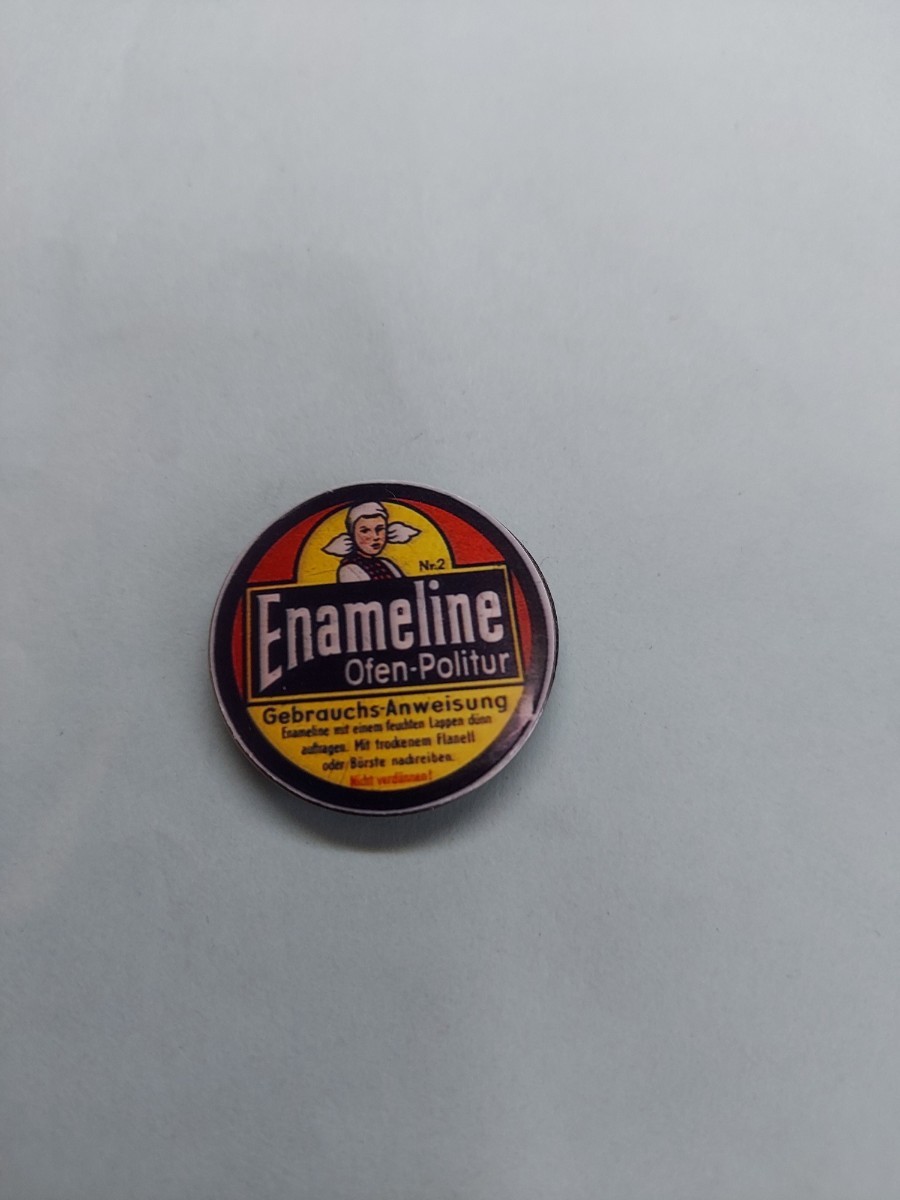 Nr.2
Enameline
Ofen-Politur
Gebrauchs-Anweisung
Enameline mit einem feuchten Lappen dünn
auftragen. Mit trockenem Flanell
oder Bürste nachreiben.
Nicht verdünnen!